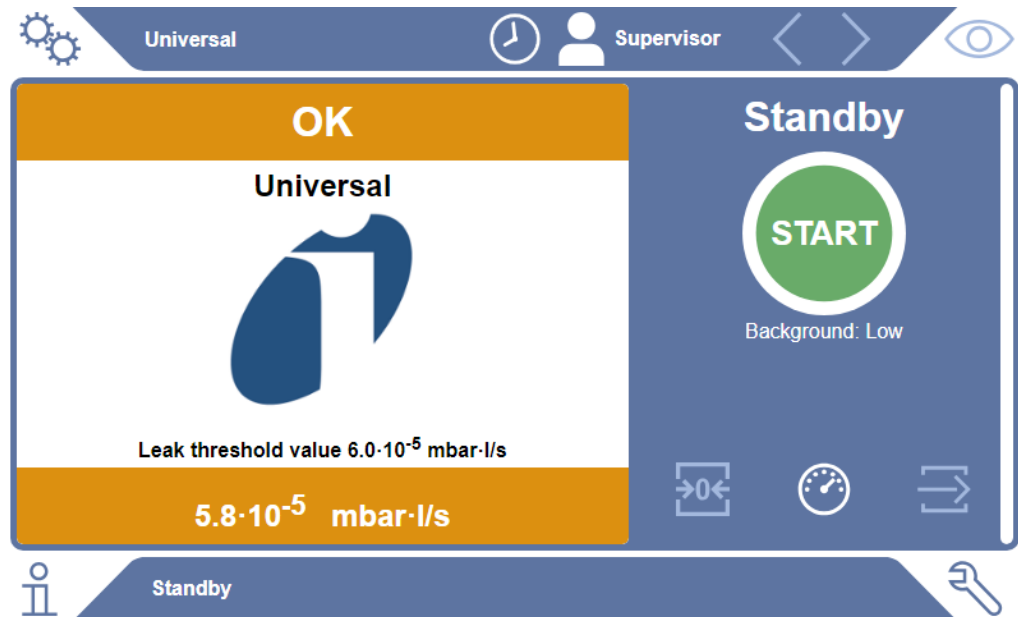 Universal
Supervisor
OK
Universal
Leak threshold value 6.0·10⁻⁵ mbar·l/s
5.8·10⁻⁵ mbar·l/s
Standby
START
Background: Low
→0←
Standby